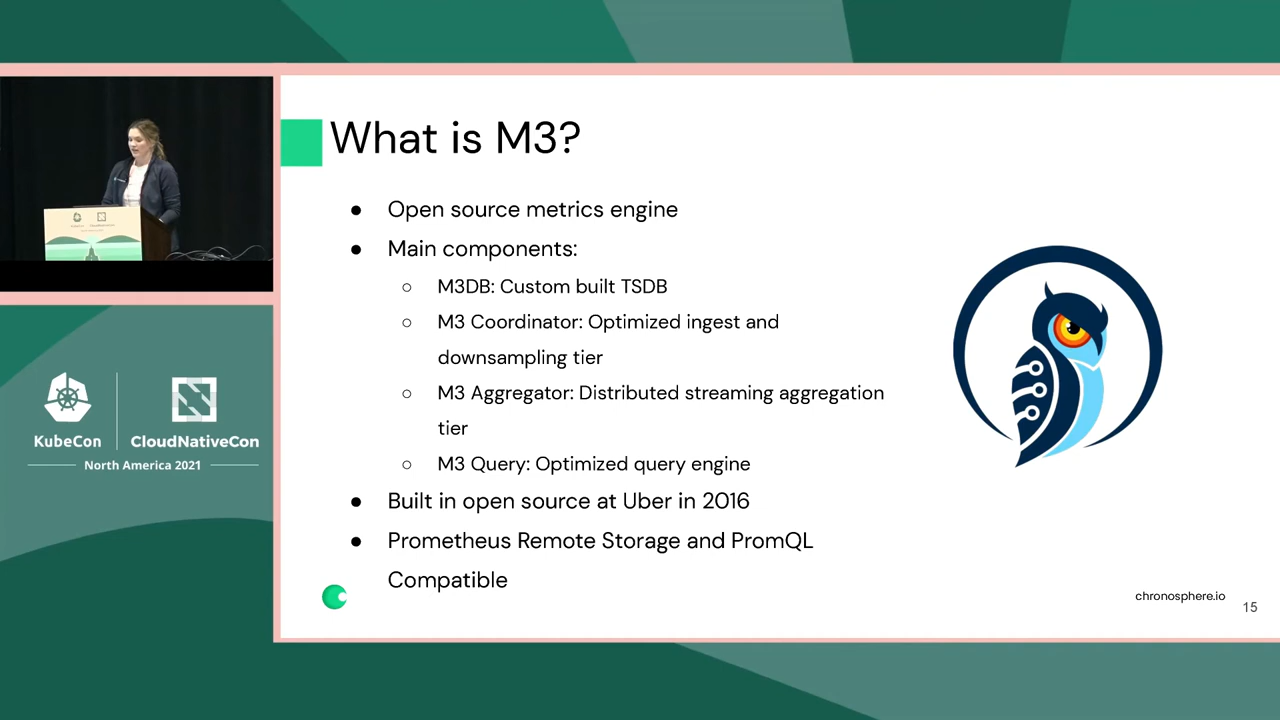 What is M3?
● Open source metrics engine
● Main components:
○ M3DB: Custom built TSDB
○ M3 Coordinator: Optimized ingest and
downsampling tier
○ M3 Aggregator: Distributed streaming aggregation
tier
○ M3 Query: Optimized query engine
● Built in open source at Uber in 2016
● Prometheus Remote Storage and PromQL
Compatible
chronosphere.io
15
KubeCon
CloudNativeCon
North America 2021